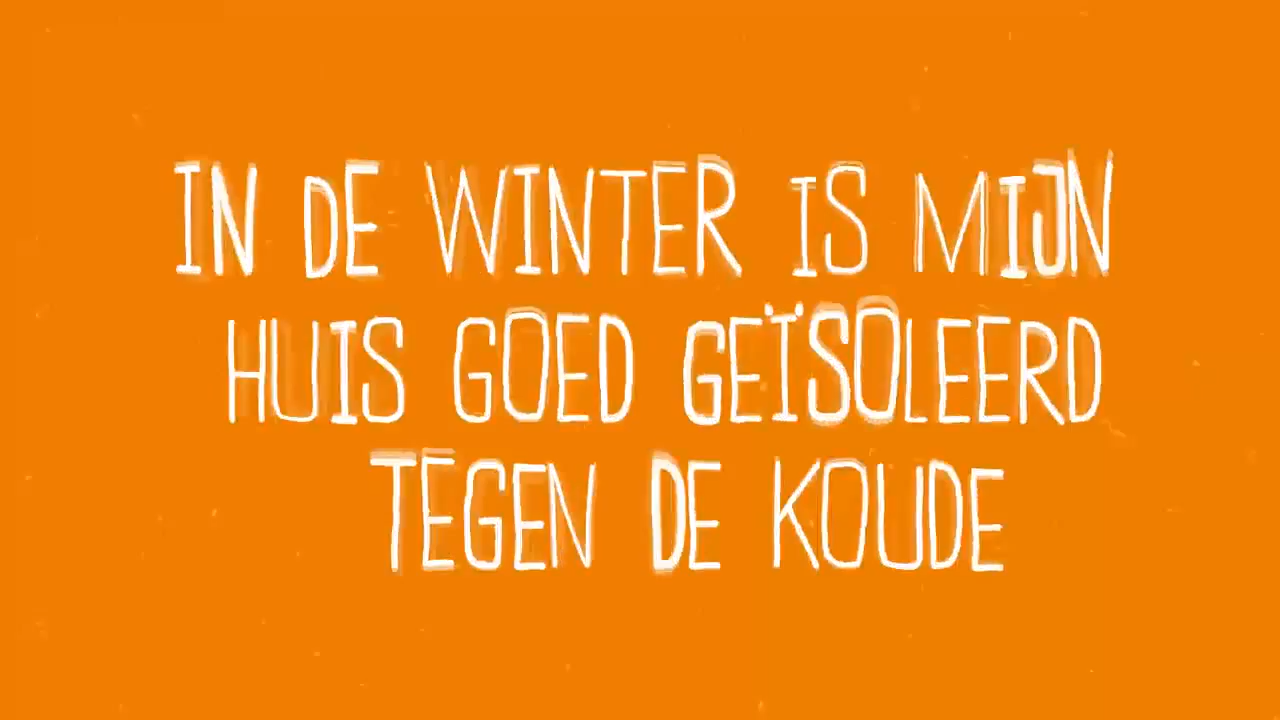 IN DE WINTER IS MIJN
HUIS GOED GEÏSOLEERD
TEGEN DE KOUDE